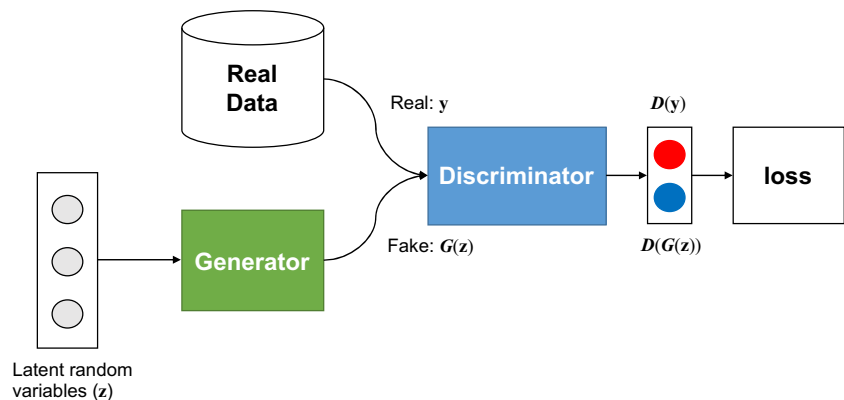 Real
Data
Real: y
D(y)
Discriminator
loss
Generator
Fake: G(z)
D(G(z))
Latent random
variables (z)